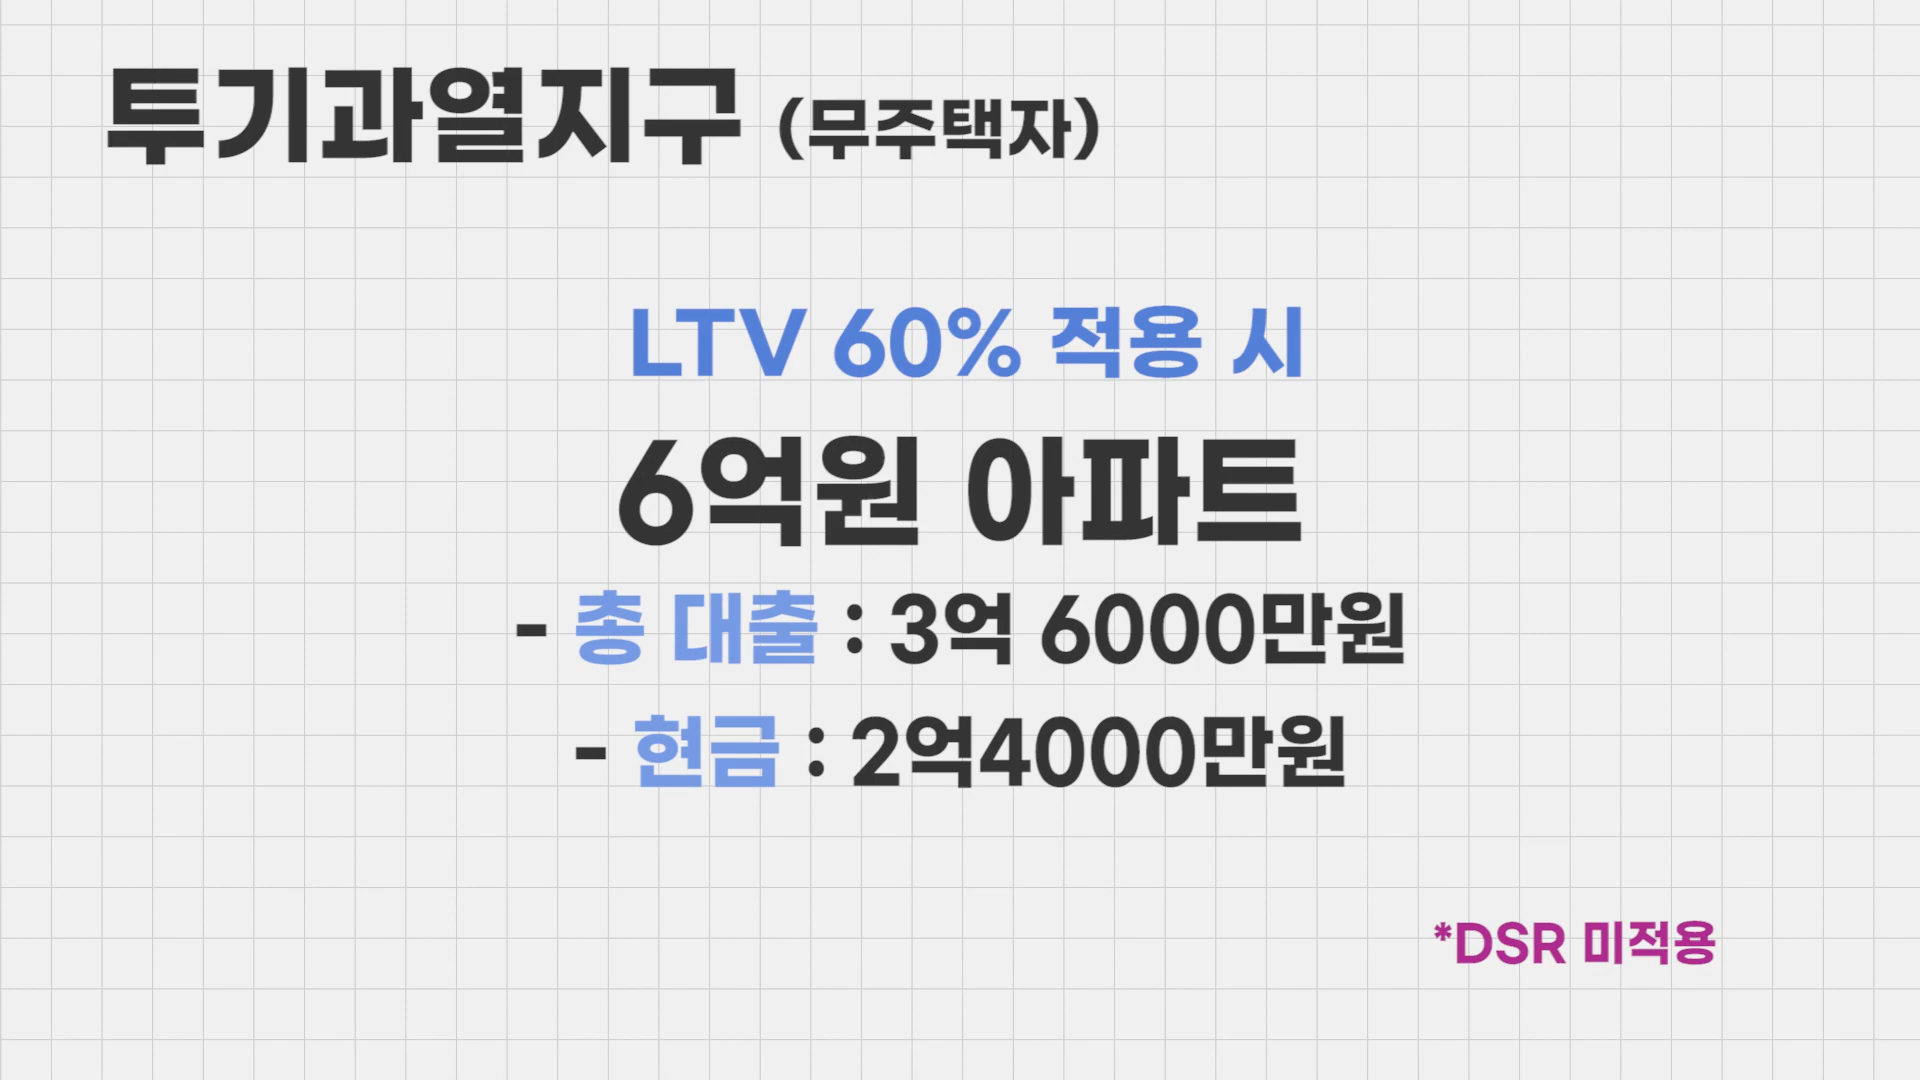 투기과열지구 (무주택자)
LTV 60% 적용 시
6억원 아파트
- 총 대출 : 3억 6000만원
- 현금 : 2억4000만원
*DSR 미적용